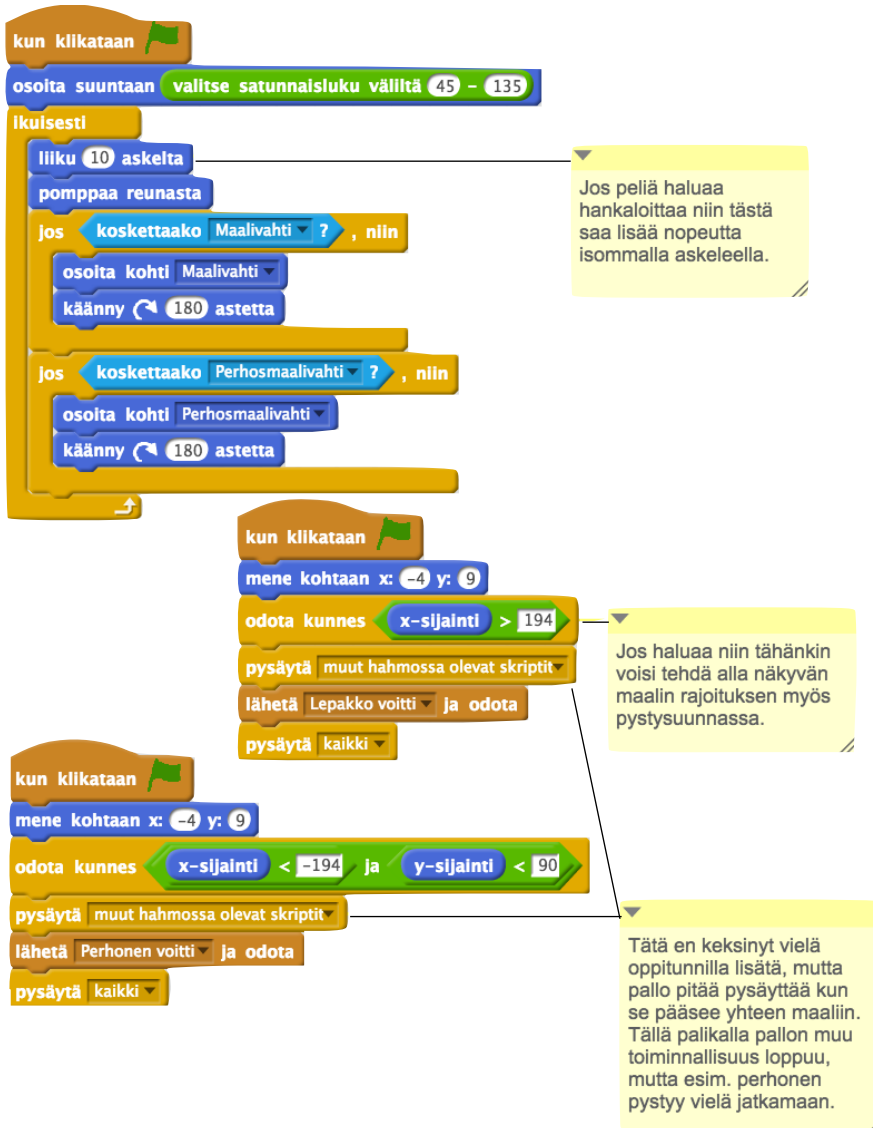 kun klikataan
osoita suuntaan valitse satunnaisluku väliltä 45 - 135
ikuisesti
liiku 10 askelta
pomppaa reunasta
jos koskettaako Maalivahti ? , niin
osoita kohti Maalivahti
käänny 180 astetta
jos koskettaako Perhosmaalivahti ? , niin
osoita kohti Perhosmaalivahti
käänny 180 astetta
Jos peliä haluaa
hankaloittaa niin tästä
saa lisää nopeutta
isommalla askeleella.
kun klikataan
mene kohtaan x: -4 y: 9
odota kunnes x-sijainti > 194
pysäytä muut hahmossa olevat skriptit
lähetä Lepakko voitti ja odota
pysäytä kaikki
Jos haluaa niin tähänkin
voisi tehdä alla näkyvän
maalin rajoituksen myös
pystysuunnassa.
kun klikataan
mene kohtaan x: -4 y: 9
odota kunnes x-sijainti < -194 ja y-sijainti < 90
pysäytä muut hahmossa olevat skriptit
lähetä Perhonen voitti ja odota
pysäytä kaikki
Tätä en keksinyt vielä
oppitunnilla lisätä, mutta
pallo pitää pysäyttää kun
se pääsee yhteen maaliin.
Tällä palikalla pallon muu
toiminnallisuus loppuu,
mutta esim. perhonen
pystyy vielä jatkamaan.